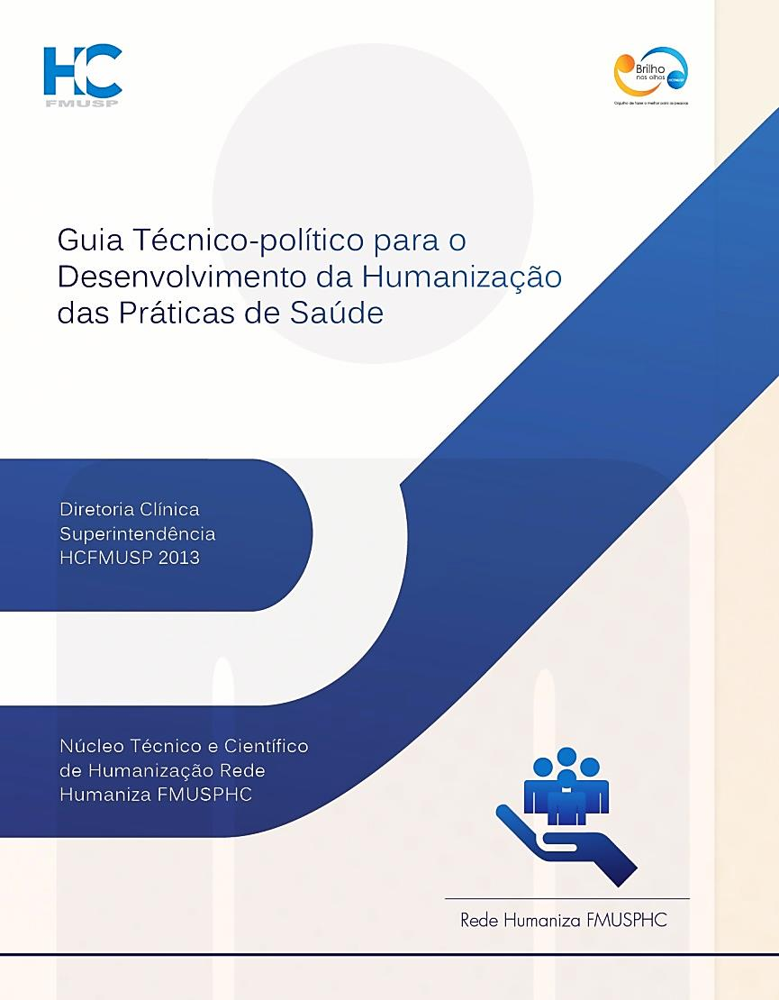 HC
FMUSP
Brilho
nos olhos
HCFMUSP
Orgulho de fazer o melhor para as pessoas
Guia Técnico-político para o
Desenvolvimento da Humanização
das Práticas de Saúde
Diretoria Clínica
Superintendência
HCFMUSP 2013
Núcleo Técnico e Científico
de Humanização Rede
Humaniza FMUSPHC
Rede Humaniza FMUSPHC